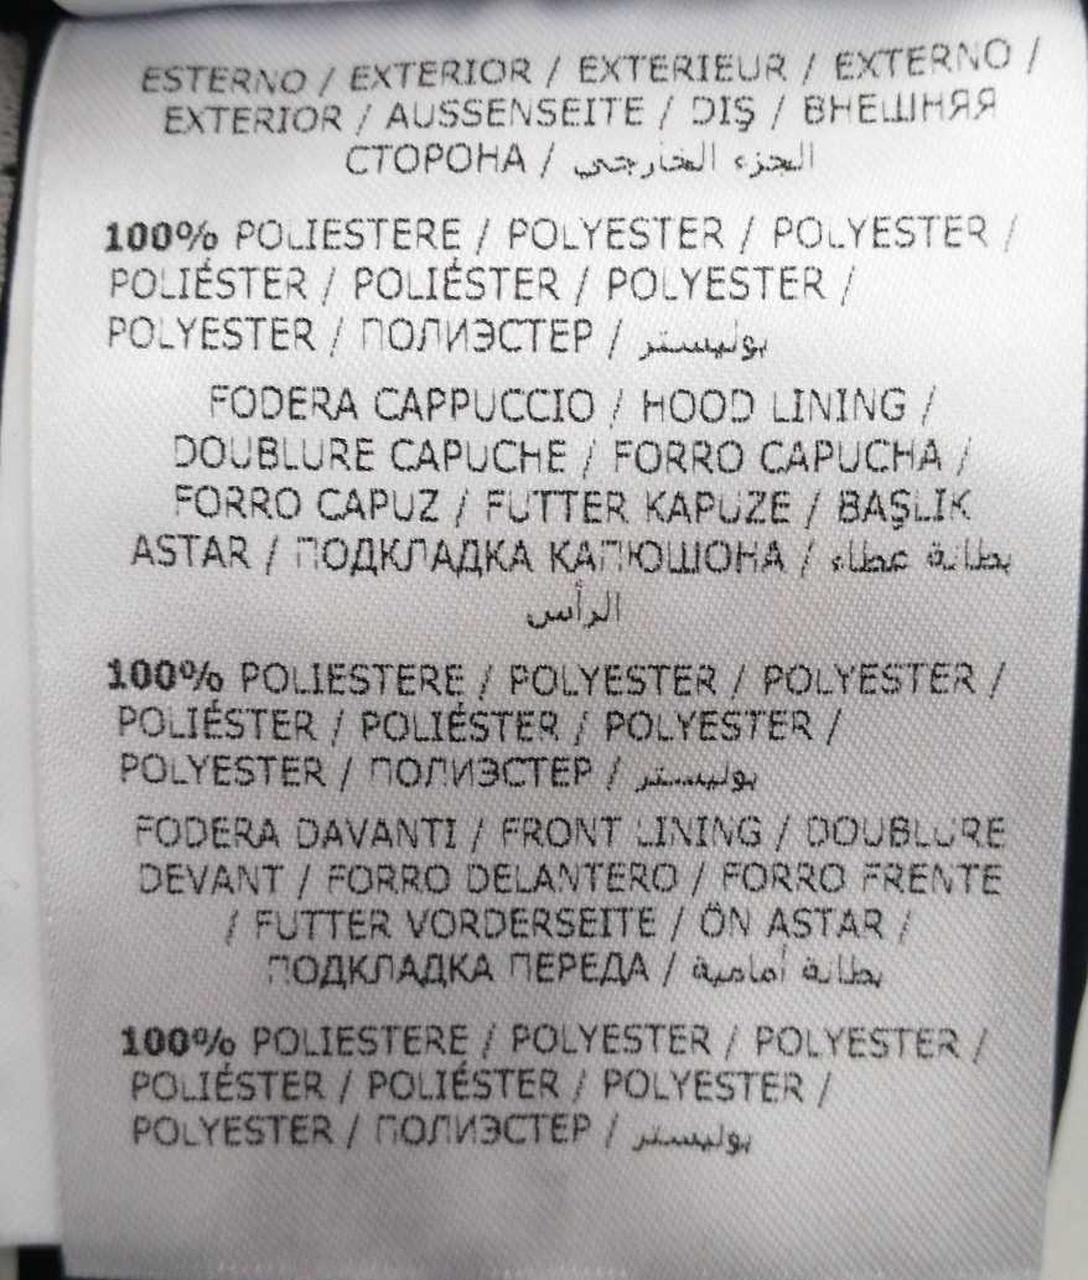 ESTERNO / EXTERIOR / EXTERIEUR / EXTERNO /
EXTERIOR / AUSSENSEITE / DIŞ / ВНЕШНЯЯ
СТОРОНА / الجزء الخارجي
100% POLIESTERE / POLYESTER / POLYESTER /
POLIÉSTER / POLIÉSTER / POLYESTER /
POLYESTER / ПОЛИЭСТЕР / بوليستر
FODERA CAPPUCCIO / HOOD LINING /
DOUBLURE CAPUCHE / FORRO CAPUCHA /
FORRO CAPUZ / FUTTER KAPUZE / BAŞLIK
ASTAR / ПОДКЛАДКА КАПЮШОНА / بطانة غطاء
الرأس
100% POLIESTERE / POLYESTER / POLYESTER /
POLIÉSTER / POLIÉSTER / POLYESTER /
POLYESTER / ПОЛИЭСТЕР / بوليستر
FODERA DAVANTI / FRONT LINING / DOUBLURE
DEVANT / FORRO DELANTERO / FORRO FRENTE
/ FUTTER VORDERSEITE / ÖN ASTAR /
ПОДКЛАДКА ПЕРЕДА / بطانة أمامية
100% POLIESTERE / POLYESTER / POLYESTER /
POLIÉSTER / POLIÉSTER / POLYESTER /
POLYESTER / ПОЛИЭСТЕР / بوليستر